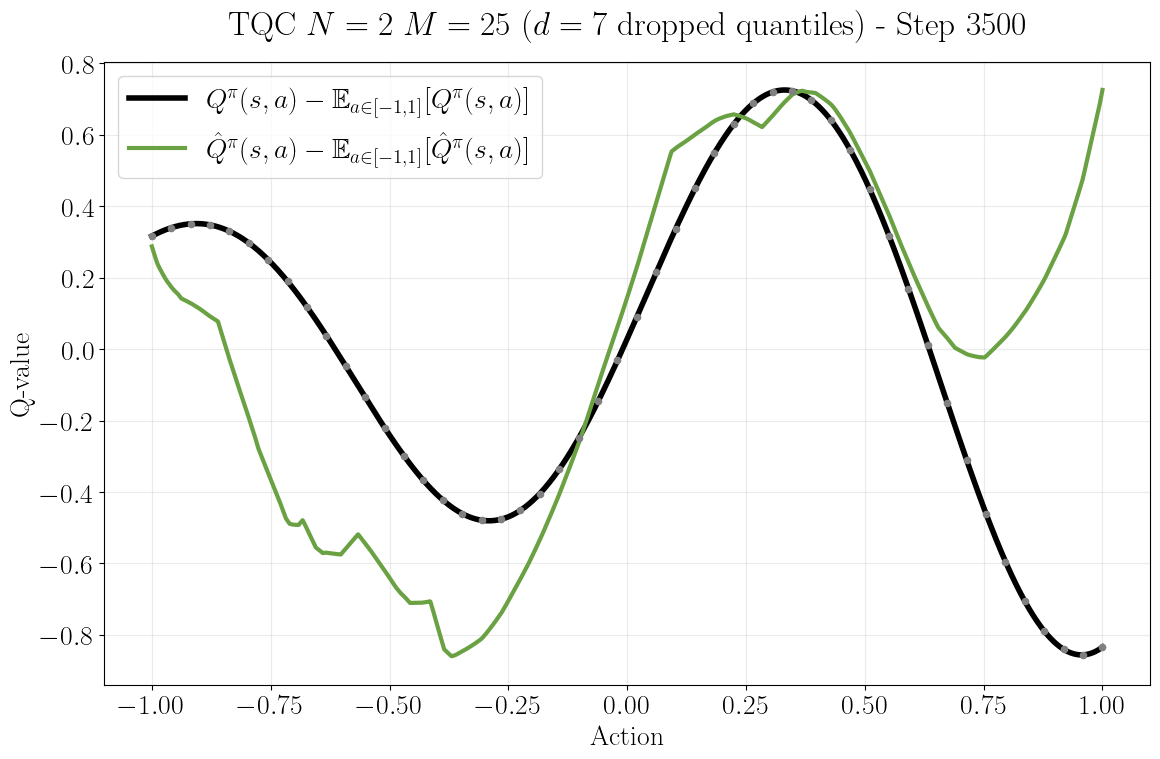 TQC $N = 2$ $M = 25$ ($d = 7$ dropped quantiles) - Step 3500
$Q^{\pi}(s, a) - \mathbb{E}_{a \in [-1,1]}[Q^{\pi}(s, a)]$
$\hat{Q}^{\pi}(s, a) - \mathbb{E}_{a \in [-1,1]}[\hat{Q}^{\pi}(s, a)]$
Q-value
0.8
0.6
0.4
0.2
0.0
−0.2
−0.4
−0.6
−0.8
−1.00 −0.75 −0.50 −0.25 0.00 0.25 0.50 0.75 1.00
Action